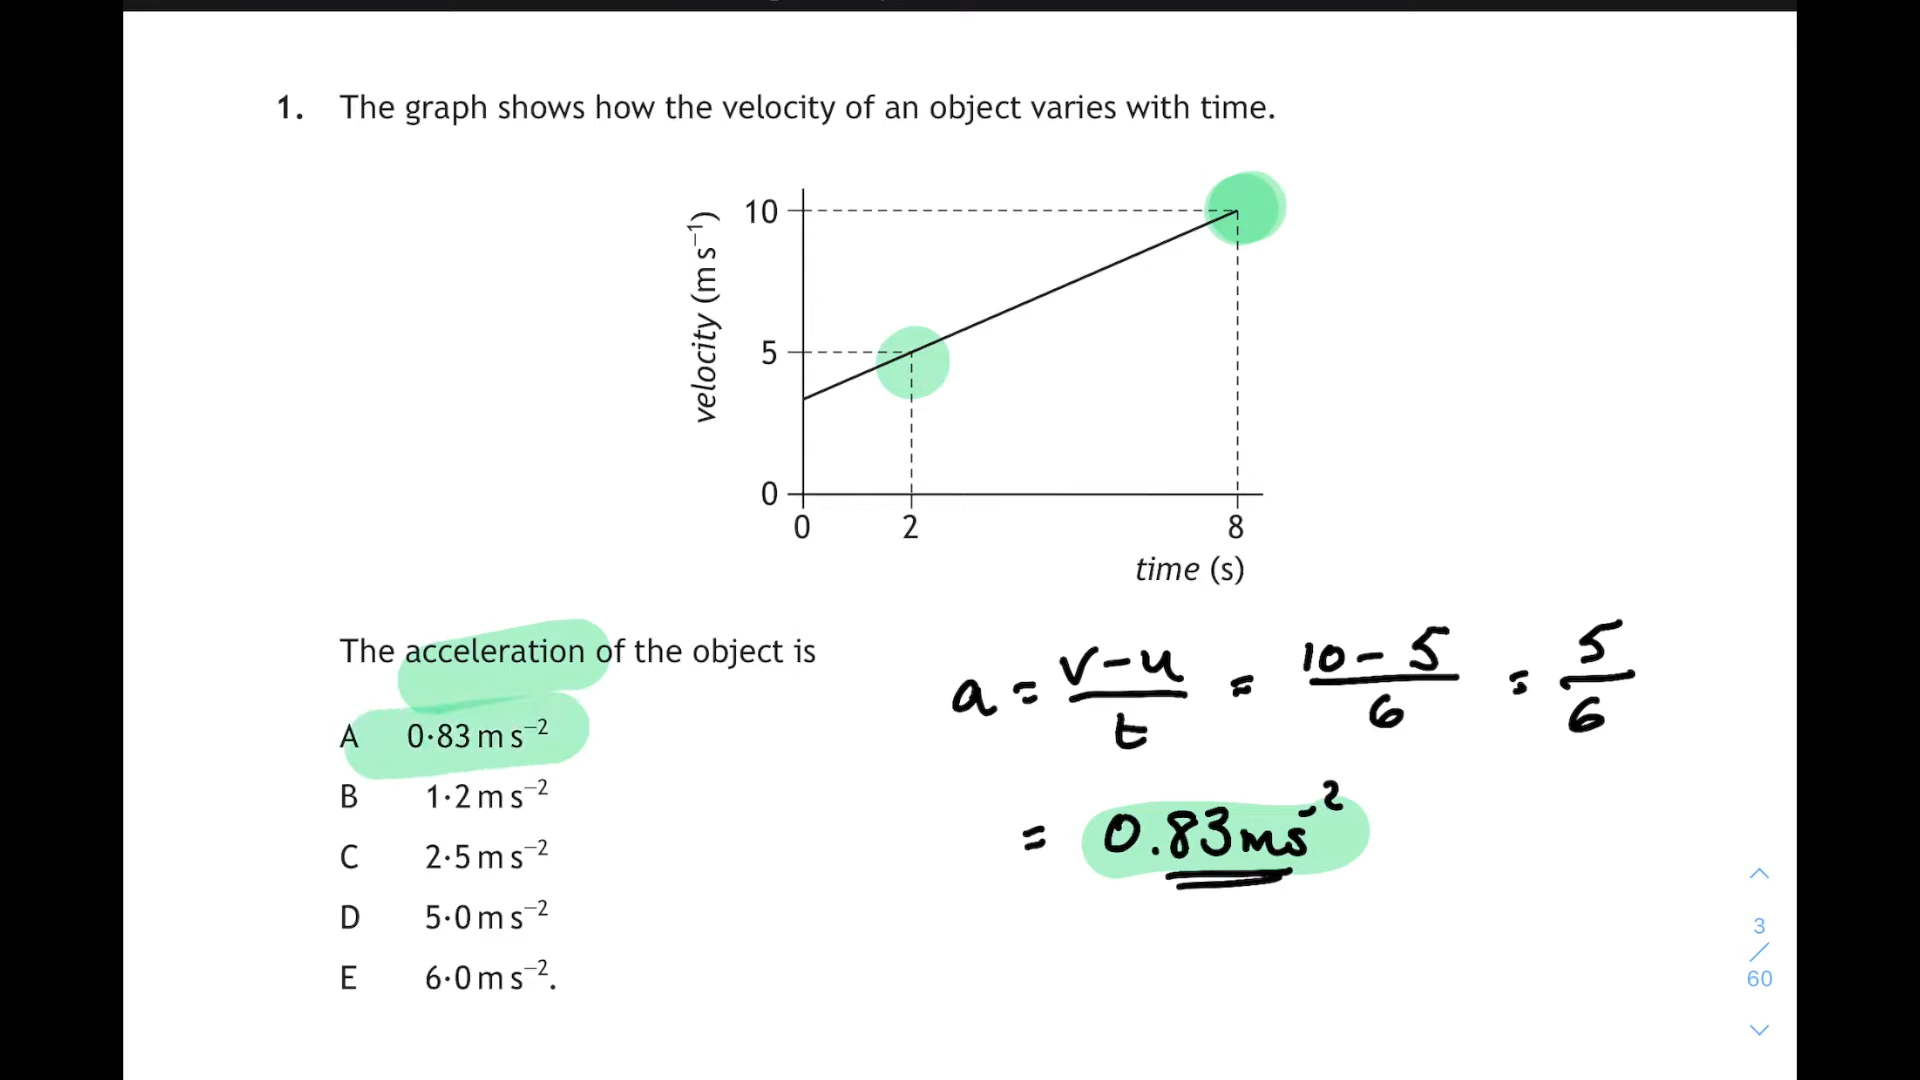 1. The graph shows how the velocity of an object varies with time.
velocity (m s⁻¹)
10
5
0
0 2 8
time (s)
The acceleration of the object is
a = v-u/t = 10-5/6 = 5/6
A 0·83 m s⁻²
= 0.83ms⁻²
B 1·2 m s⁻²
C 2·5 m s⁻²
D 5·0 m s⁻²
E 6·0 m s⁻².
3
/
60